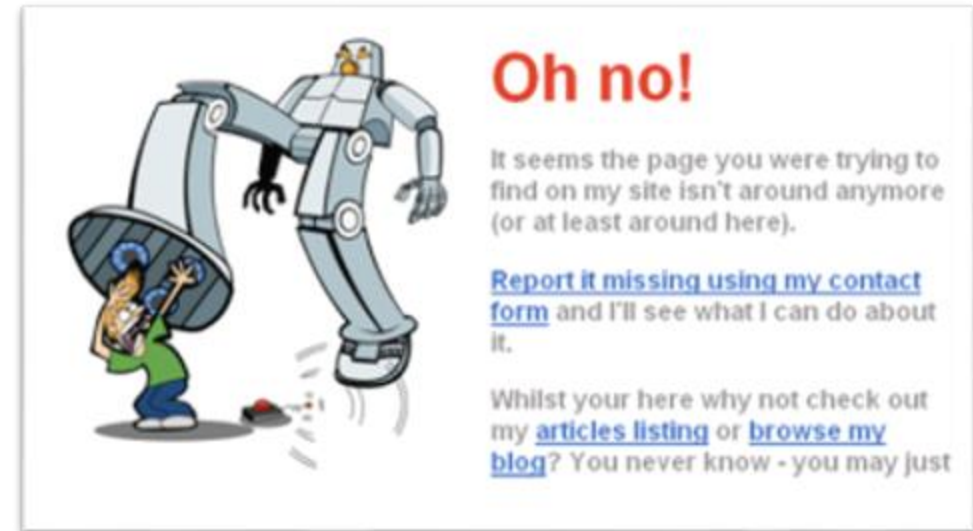 Oh no!
It seems the page you were trying to
find on my site isn't around anymore
(or at least around here).
Report it missing using my contact
form and I'll see what I can do about
it.
Whilst your here why not check out
my articles listing or browse my
blog? You never know - you may just